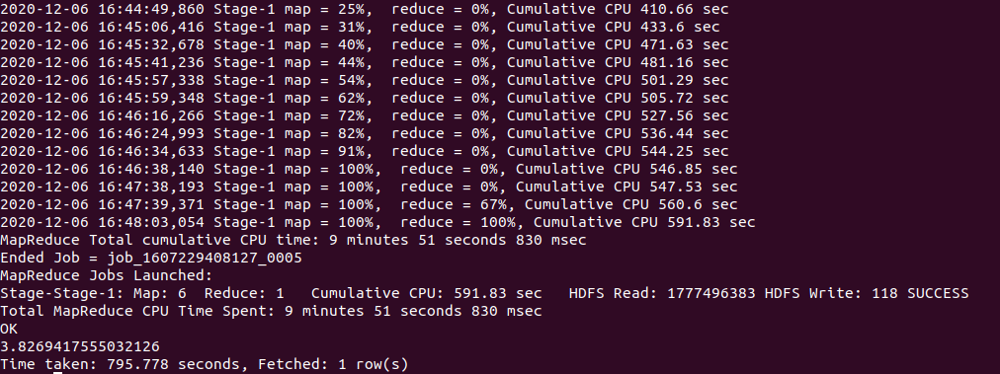 2020-12-06 16:44:49,860 Stage-1 map = 25%,  reduce = 0%, Cumulative CPU 410.66 sec
2020-12-06 16:45:06,416 Stage-1 map = 31%,  reduce = 0%, Cumulative CPU 433.6 sec
2020-12-06 16:45:32,678 Stage-1 map = 40%,  reduce = 0%, Cumulative CPU 471.63 sec
2020-12-06 16:45:41,236 Stage-1 map = 44%,  reduce = 0%, Cumulative CPU 481.16 sec
2020-12-06 16:45:57,338 Stage-1 map = 54%,  reduce = 0%, Cumulative CPU 501.29 sec
2020-12-06 16:45:59,348 Stage-1 map = 62%,  reduce = 0%, Cumulative CPU 505.72 sec
2020-12-06 16:46:16,266 Stage-1 map = 72%,  reduce = 0%, Cumulative CPU 527.56 sec
2020-12-06 16:46:24,993 Stage-1 map = 82%,  reduce = 0%, Cumulative CPU 536.44 sec
2020-12-06 16:46:34,633 Stage-1 map = 91%,  reduce = 0%, Cumulative CPU 544.25 sec
2020-12-06 16:46:38,140 Stage-1 map = 100%,  reduce = 0%, Cumulative CPU 546.85 sec
2020-12-06 16:47:38,193 Stage-1 map = 100%,  reduce = 0%, Cumulative CPU 547.53 sec
2020-12-06 16:47:39,371 Stage-1 map = 100%,  reduce = 67%, Cumulative CPU 560.6 sec
2020-12-06 16:48:03,054 Stage-1 map = 100%,  reduce = 100%, Cumulative CPU 591.83 sec
MapReduce Total cumulative CPU time: 9 minutes 51 seconds 830 msec
Ended Job = job_1607229408127_0005
MapReduce Jobs Launched:
Stage-Stage-1: Map: 6  Reduce: 1   Cumulative CPU: 591.83 sec   HDFS Read: 1777496383 HDFS Write: 118 SUCCESS
Total MapReduce CPU Time Spent: 9 minutes 51 seconds 830 msec
OK
3.8269417555032126
Time taken: 795.778 seconds, Fetched: 1 row(s)